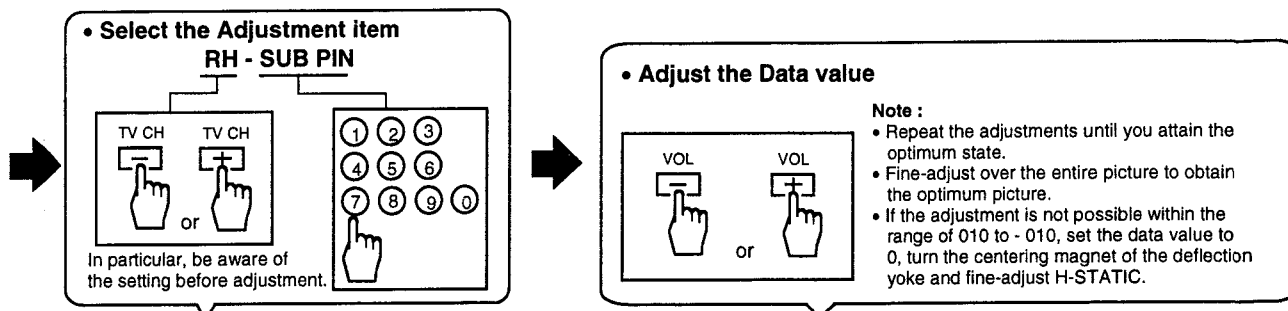 • Select the Adjustment item
RH - SUB PIN
TV CH TV CH
− +
or
1 2 3
4 5 6
7 8 9 0
In particular, be aware of
the setting before adjustment.
• Adjust the Data value
VOL VOL
− +
or
Note :
• Repeat the adjustments until you attain the
optimum state.
• Fine-adjust over the entire picture to obtain
the optimum picture.
• If the adjustment is not possible within the
range of 010 to - 010, set the data value to
0, turn the centering magnet of the deflection
yoke and fine-adjust H-STATIC.